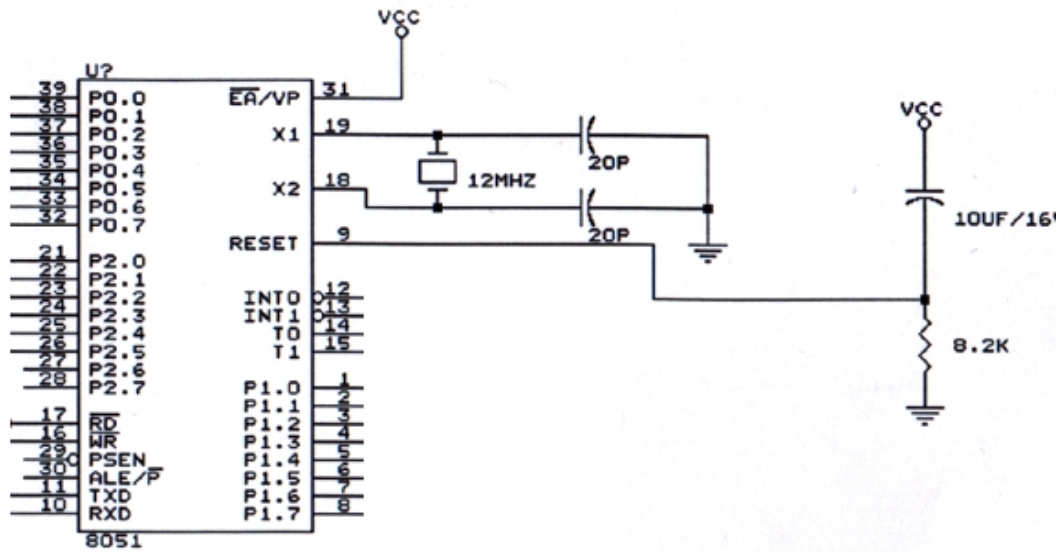 VCC
U?
39 P0.0 EA/VP 31
38 P0.1
37 P0.2 X1 19
36 P0.3
35 P0.4
34 P0.5 X2 18
33 P0.6
32 P0.7
RESET 9
21 P2.0
22 P2.1
23 P2.2 INT0 12
24 P2.3 INT1 13
25 P2.4 T0 14
26 P2.5 T1 15
27 P2.6
28 P2.7 P1.0 1
P1.1 2
17 RD P1.2 3
16 WR P1.3 4
29 PSEN P1.4 5
30 ALE/P P1.5 6
11 TXD P1.6 7
10 RXD P1.7 8
8051
20P
12MHZ
20P
VCC
10UF/16V
8.2K